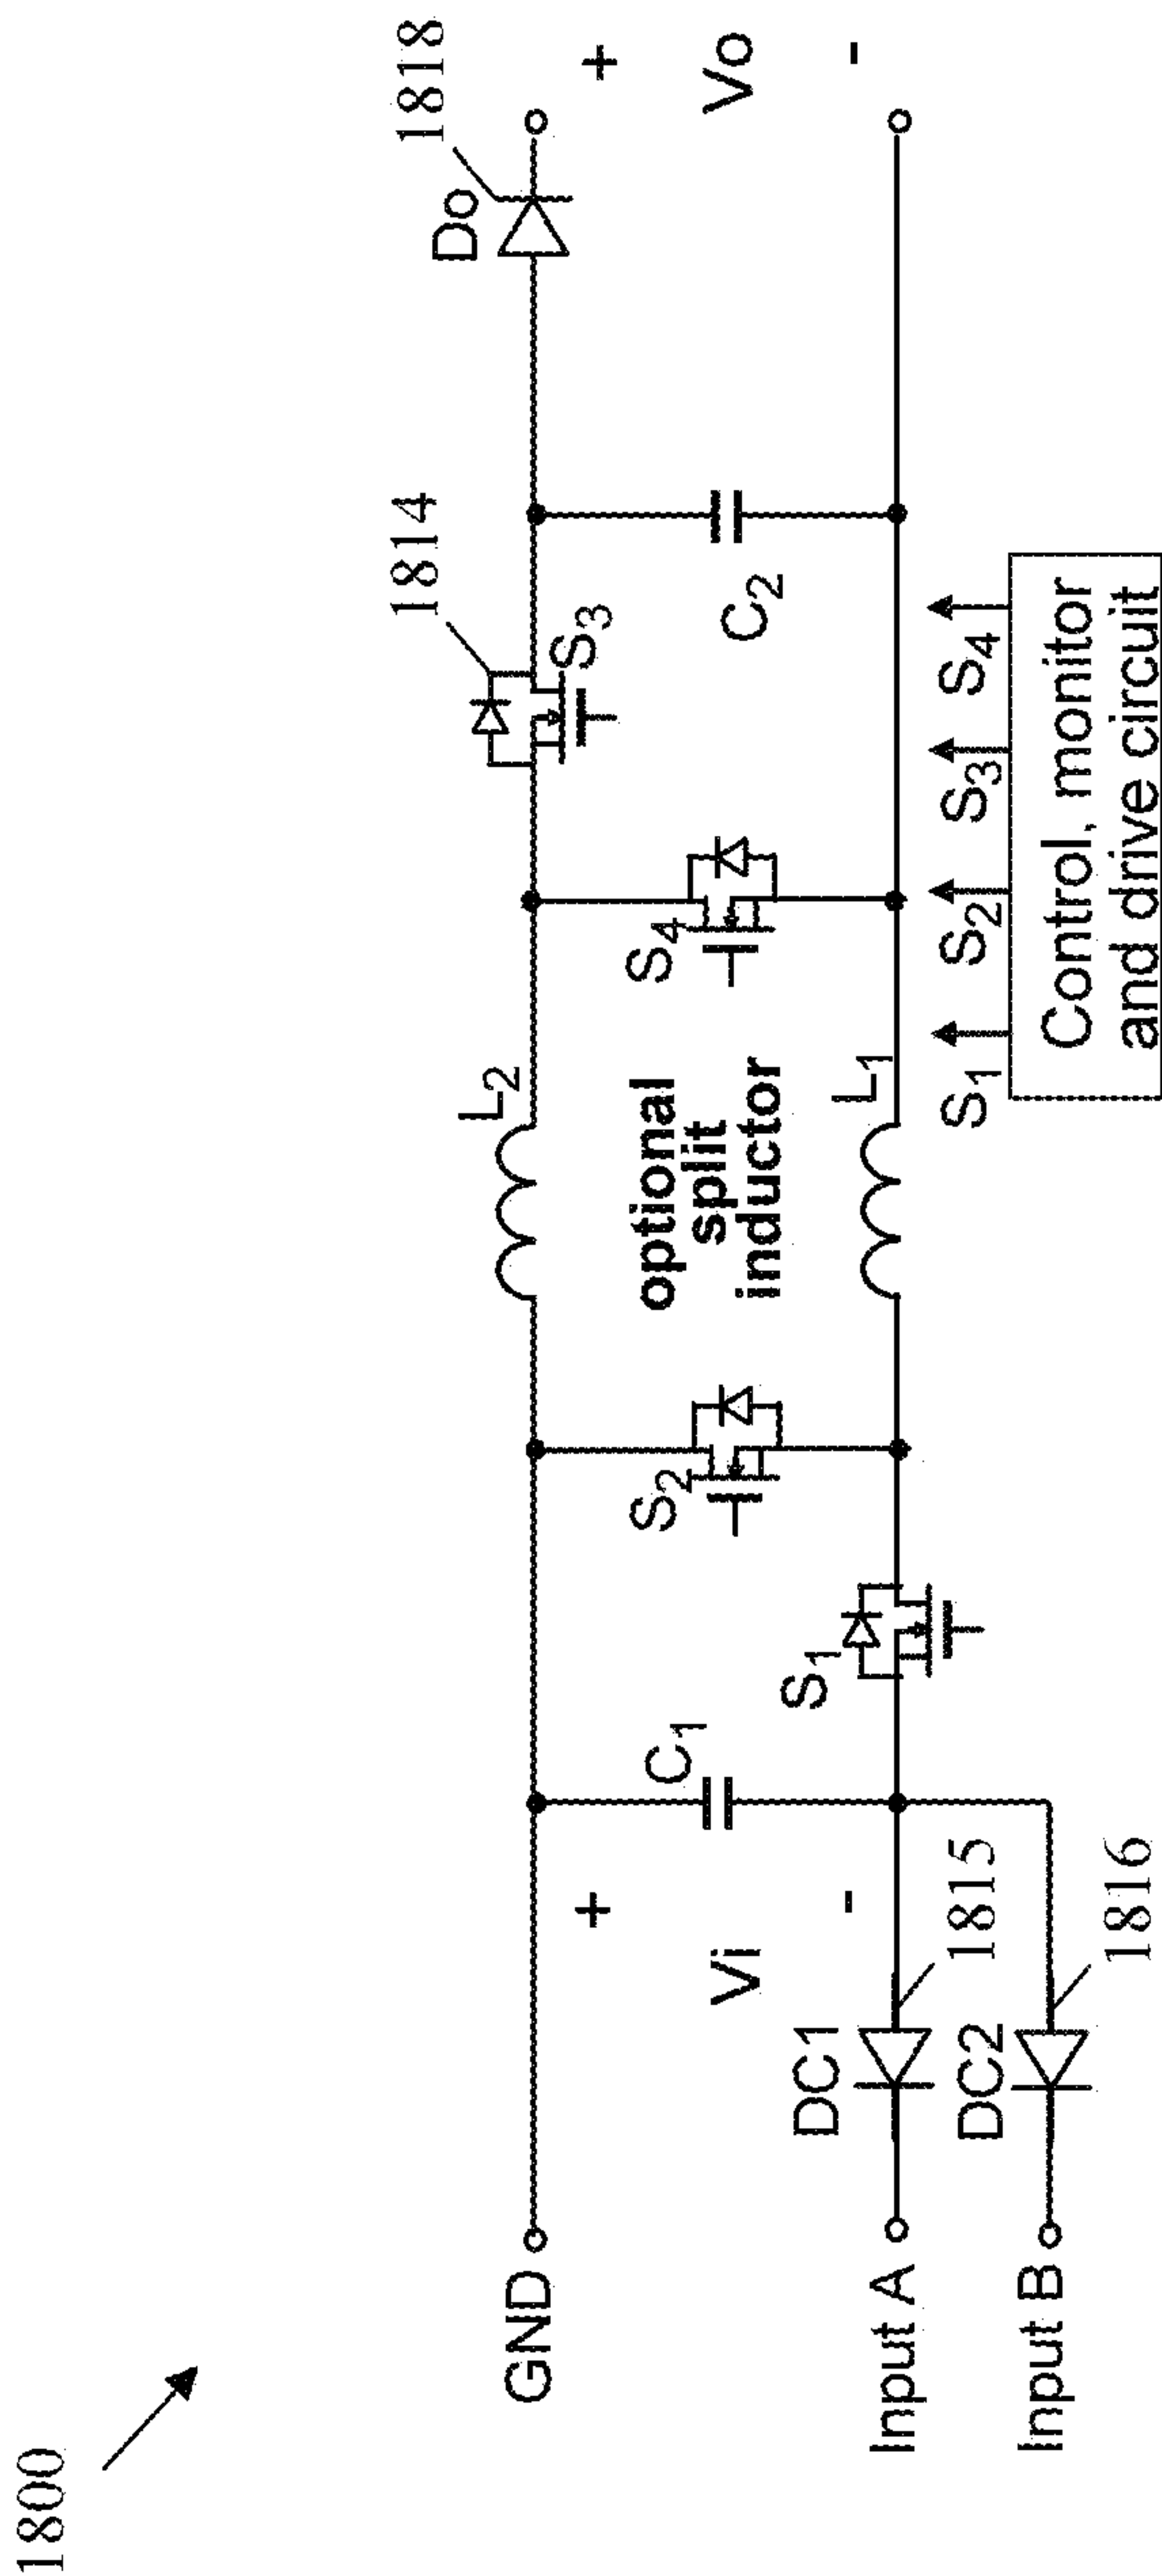 1800
GND
Input A
Input B
DC1
DC2
1815
1816
+
Vi
-
C1
S1
S2
L2
optional
split
inductor
L1
S4
S3
1814
C2
Do
1818
+
Vo
-
S1
S2
S3
S4
Control, monitor
and drive circuit